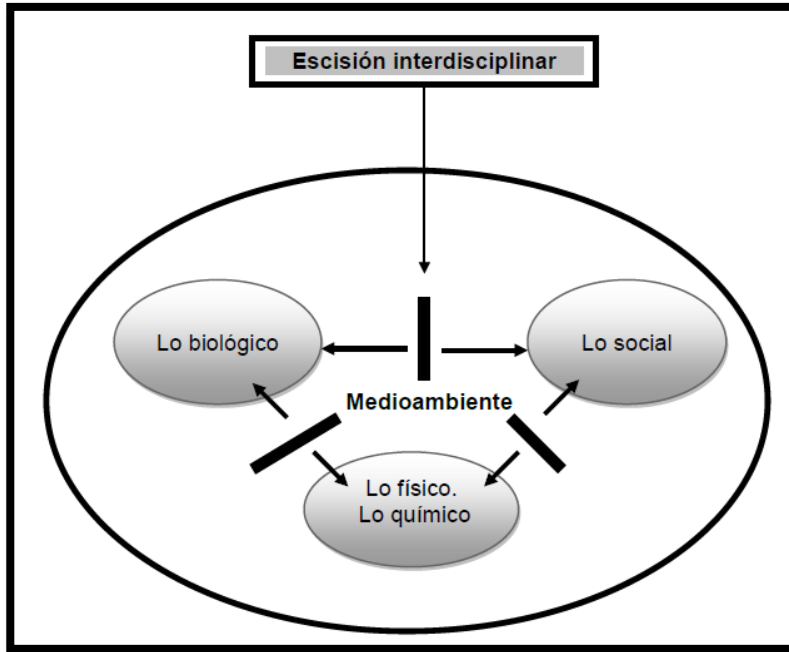 Escisión interdisciplinar
Lo biológico
Lo social
Medioambiente
Lo físico.
Lo químico